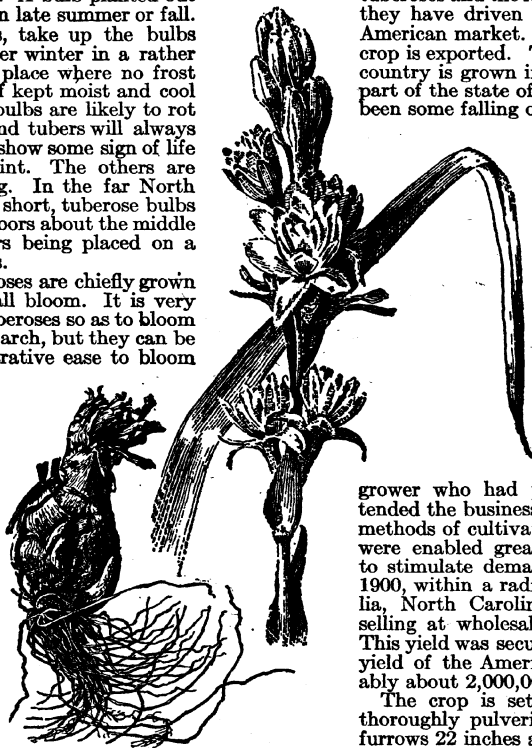 n late summer or fall.
s, take up the bulbs
er winter in a rather
place where no frost
f kept moist and cool
bulbs are likely to rot
nd tubers will always
show some sign of life
int. The others are
g. In the far North
short, tuberose bulbs
oors about the middle
rs being placed on a
s.
oses are chiefly grown
all bloom. It is very
beroses so as to bloom
arch, but they can be
rative ease to bloom
they have driven
American market.
crop is exported.
country is grown i
part of the state of
been some falling o
grower who had
tended the busines
methods of cultiva
were enabled grea
to stimulate dema
1900, within a radi
lia, North Carolin
selling at wholesal
This yield was secu
yield of the Ameri
ably about 2,000,0
The crop is set
thoroughly pulveri
furrows 22 inches a